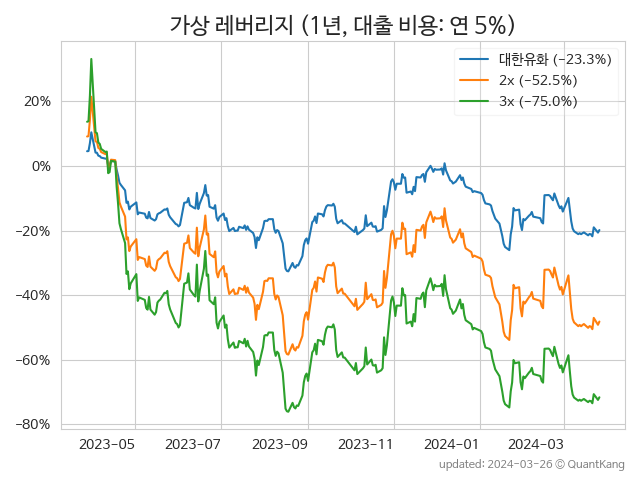 가상 레버리지 (1년, 대출 비용: 연 5%)
대한유화 (−23.3%)
2x (−52.5%)
3x (−75.0%)
20%
0%
−20%
−40%
−60%
−80%
2023-05 2023-07 2023-09 2023-11 2024-01 2024-03
updated: 2024-03-26 © QuantKang